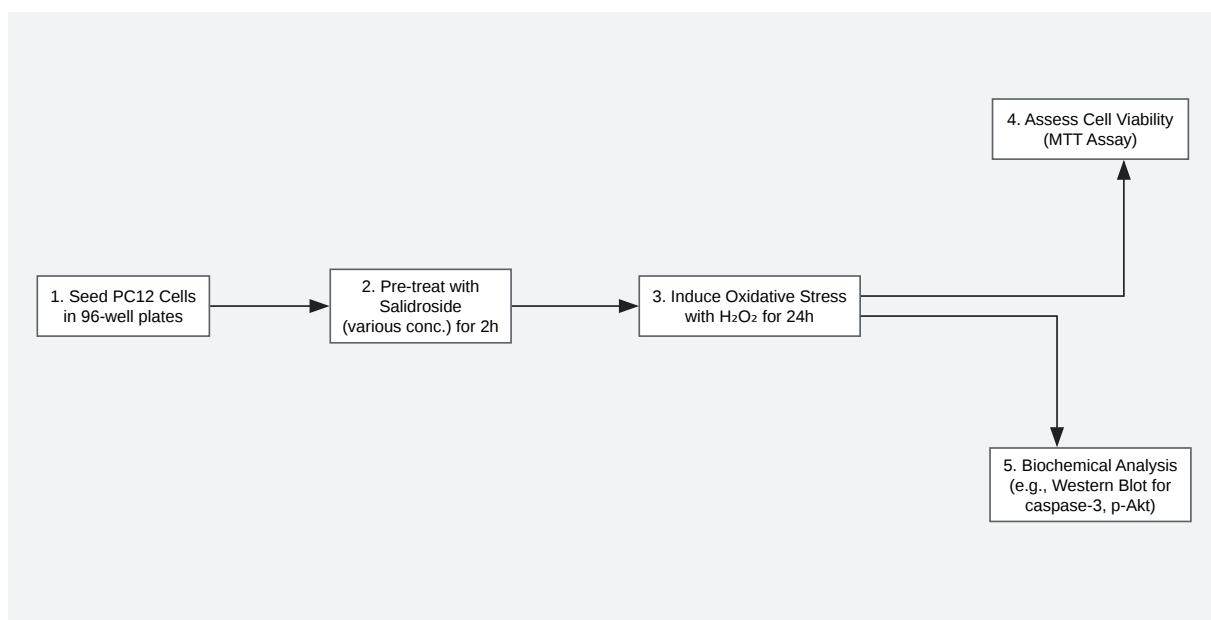 1. Seed PC12 Cells
in 96-well plates
2. Pre-treat with
Salidroside
(various conc.) for 2h
3. Induce Oxidative Stress
with H₂O₂ for 24h
4. Assess Cell Viability
(MTT Assay)
5. Biochemical Analysis
(e.g., Western Blot for
caspase-3, p-Akt)